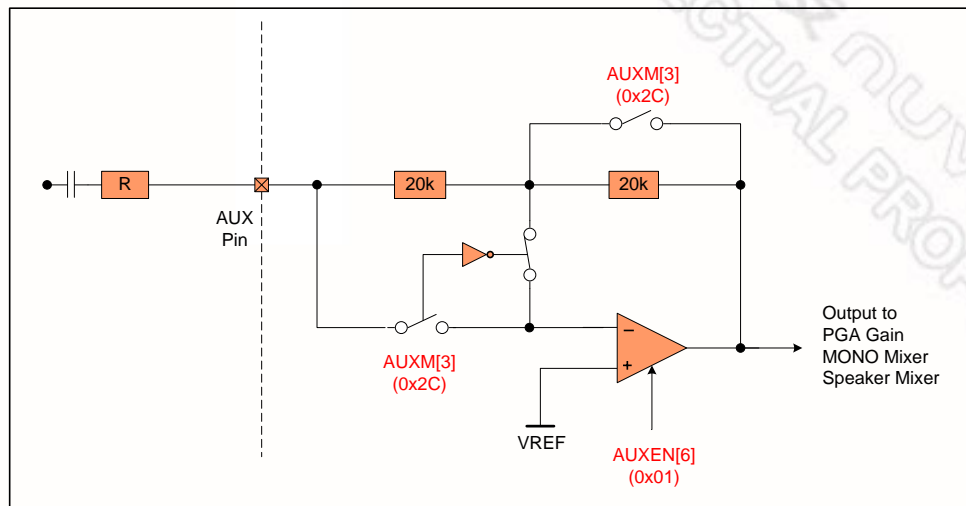 AUXM[3]
(0x2C)
R
20k
20k
AUX
Pin
AUXM[3]
(0x2C)
−
+
VREF
AUXEN[6]
(0x01)
Output to
PGA Gain
MONO Mixer
Speaker Mixer